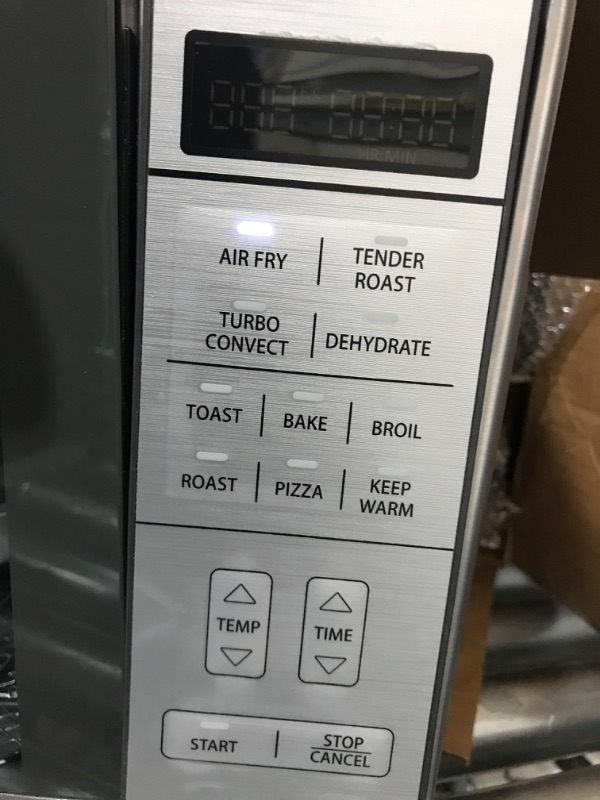 HR MIN
AIR FRY
TENDER
ROAST
TURBO
CONVECT
DEHYDRATE
TOAST
BAKE
BROIL
ROAST
PIZZA
KEEP
WARM
TEMP
TIME
START
STOP
CANCEL